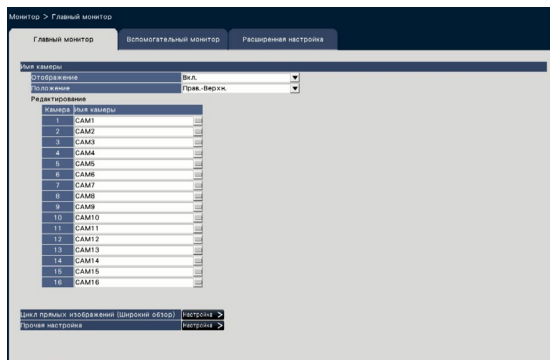 Монитор > Главный монитор
Главный монитор Вспомогательный монитор Расширенная настройка
Имя камеры
Отображение Вкл.
Положение Прав.-Верхн.
Редактирование
Камера Имя камеры
1 CAM1
2 CAM2
3 CAM3
4 CAM4
5 CAM5
6 CAM6
7 CAM7
8 CAM8
9 CAM9
10 CAM10
11 CAM11
12 CAM12
13 CAM13
14 CAM14
15 CAM15
16 CAM16
Цикл прямых изображений (Широкий обзор) Настройка >
Прочая настройка Настройка >